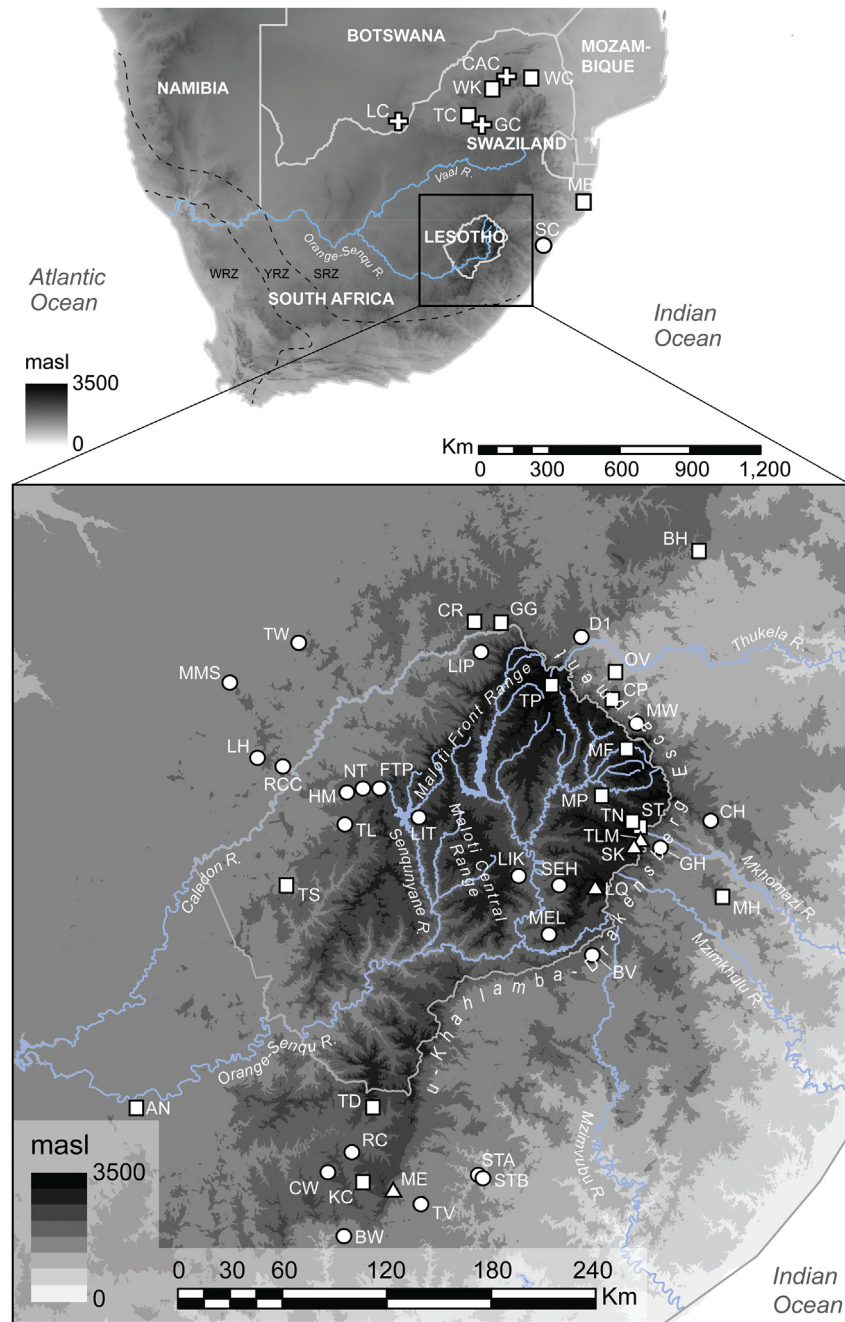 BOTSWANA
MOZAM-
BIQUE
NAMIBIA
CAC
WC
WK
LC
TC
GC
SWAZILAND
Vaal R.
MB
SC
LESOTHO
Orange-Senqu R.
WRZ
YRZ
SRZ
SOUTH AFRICA
Atlantic
Ocean
Indian
Ocean
masl
3500
0
Km
0
300
600
900
1,200
BH
CR
GG
D1
TW
LIP
OV
Thukela R.
MMS
TP
CP
MW
Maloti Front Range
LH
RCC
MF
NT
FTP
HM
MP
TN
ST
CH
TL
LIT
TLM
SK
GH
Maloti Central
Range
Senqunyane R.
LIK
SEH
LQ
Mkhomazi R.
TS
MH
Caledon R.
MEL
BV
Mzimkhulu R.
u-Khahlamba-Drakensberg Escarpment
Orange-Senqu R.
AN
TD
Mzimvubu R.
RC
STA
STB
CW
KC
ME
TV
BW
masl
3500
0
0
30
60
120
180
240
Km
Indian
Ocean